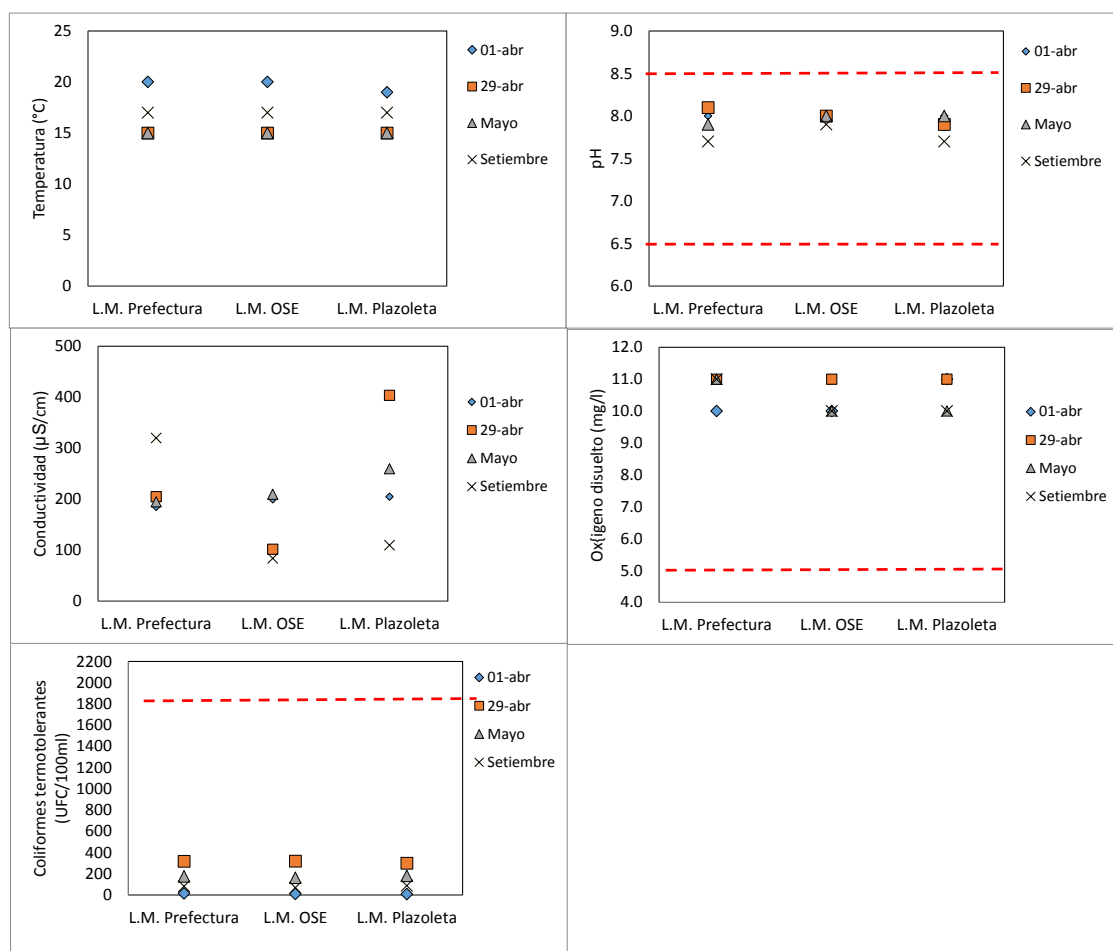 Temperatura (°C)
25
20
15
10
5
0
L.M. Prefectura
L.M. OSE
L.M. Plazoleta
01-abr
29-abr
Mayo
Setiembre
pH
9.0
8.5
8.0
7.5
7.0
6.5
6.0
L.M. Prefectura
L.M. OSE
L.M. Plazoleta
01-abr
29-abr
Mayo
Setiembre
Conductividad (µS/cm)
500
400
300
200
100
0
L.M. Prefectura
L.M. OSE
L.M. Plazoleta
01-abr
29-abr
Mayo
Setiembre
Ox{igeno disuelto (mg/l)
12.0
11.0
10.0
9.0
8.0
7.0
6.0
5.0
4.0
L.M. Prefectura
L.M. OSE
L.M. Plazoleta
01-abr
29-abr
Mayo
Setiembre
Coliformes termotolerantes
(UFC/100ml)
2200
2000
1800
1600
1400
1200
1000
800
600
400
200
0
L.M. Prefectura
L.M. OSE
L.M. Plazoleta
01-abr
29-abr
Mayo
Setiembre